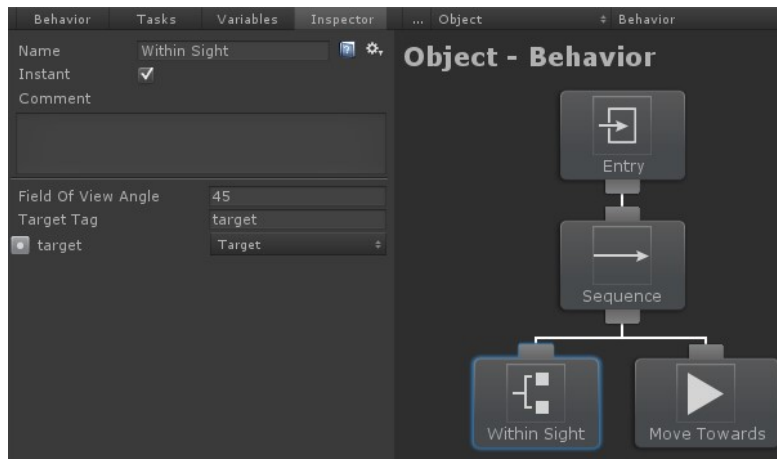 Behavior Tasks Variables Inspector ... Object Behavior
Name Within Sight
Instant
Comment
Field Of View Angle 45
Target Tag target
target Target
Object - Behavior
Entry
Sequence
Within Sight Move Towards